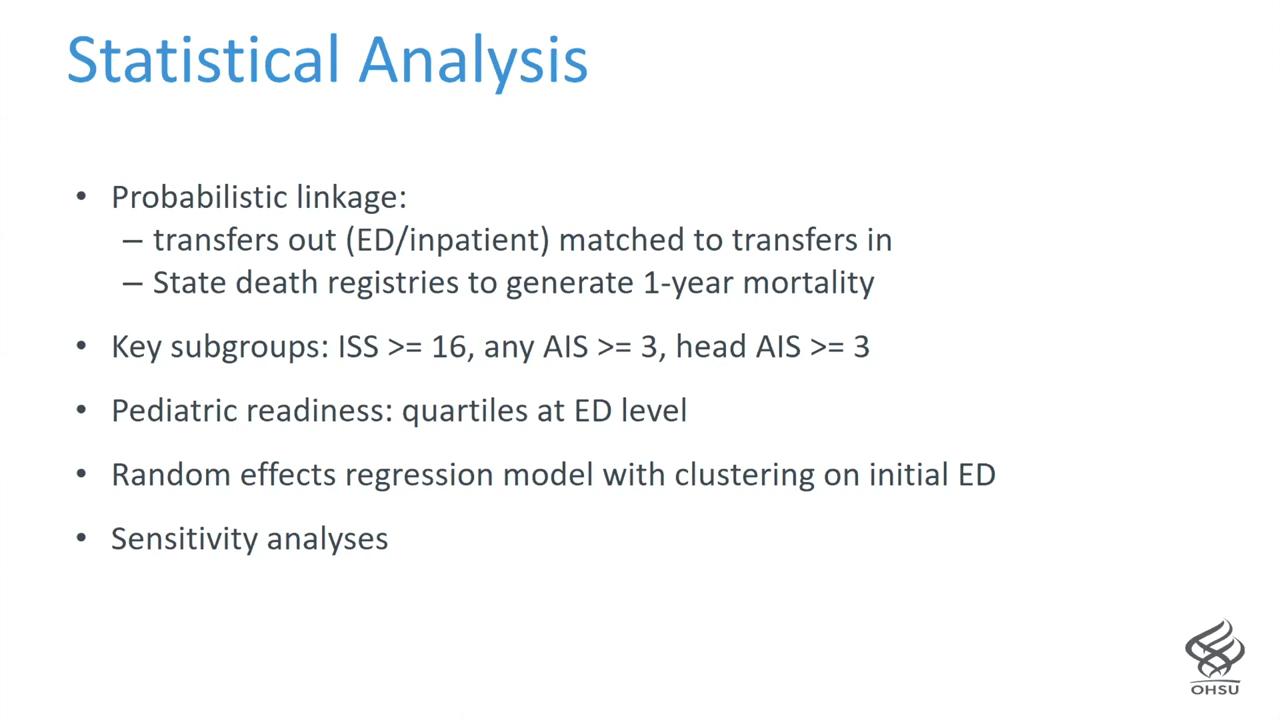 Statistical Analysis
• Probabilistic linkage:
– transfers out (ED/inpatient) matched to transfers in
– State death registries to generate 1-year mortality
• Key subgroups: ISS >= 16, any AIS >= 3, head AIS >= 3
• Pediatric readiness: quartiles at ED level
• Random effects regression model with clustering on initial ED
• Sensitivity analyses
OHSU